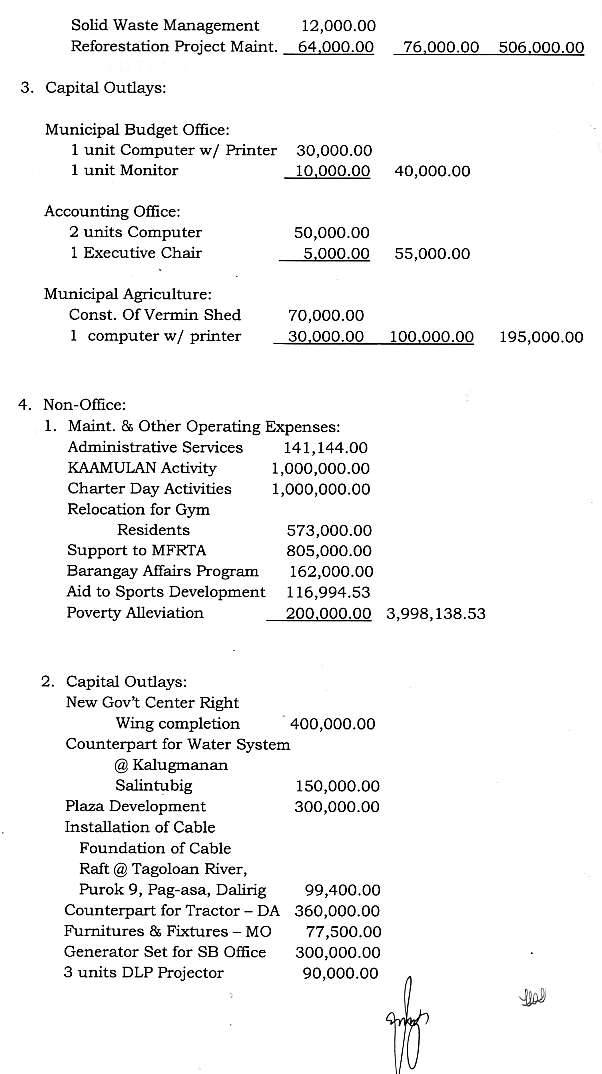 Solid Waste Management 12,000.00
Reforestation Project Maint. 64,000.00 76,000.00 506,000.00
3. Capital Outlays:
Municipal Budget Office:
1 unit Computer w/ Printer 30,000.00
1 unit Monitor 10,000.00 40,000.00
Accounting Office:
2 units Computer 50,000.00
1 Executive Chair 5,000.00 55,000.00
Municipal Agriculture:
Const. Of Vermin Shed 70,000.00
1 computer w/ printer 30,000.00 100,000.00 195,000.00
4. Non-Office:
1. Maint. & Other Operating Expenses:
Administrative Services 141,144.00
KAAMULAN Activity 1,000,000.00
Charter Day Activities 1,000,000.00
Relocation for Gym
Residents 573,000.00
Support to MFRTA 805,000.00
Barangay Affairs Program 162,000.00
Aid to Sports Development 116,994.53
Poverty Alleviation 200,000.00 3,998,138.53
2. Capital Outlays:
New Gov't Center Right
Wing completion 400,000.00
Counterpart for Water System
@ Kalugmanan
Salintubig 150,000.00
Plaza Development 300,000.00
Installation of Cable
Foundation of Cable
Raft @ Tagoloan River,
Purok 9, Pag-asa, Dalirig 99,400.00
Counterpart for Tractor – DA 360,000.00
Furnitures & Fixtures – MO 77,500.00
Generator Set for SB Office 300,000.00
3 units DLP Projector 90,000.00